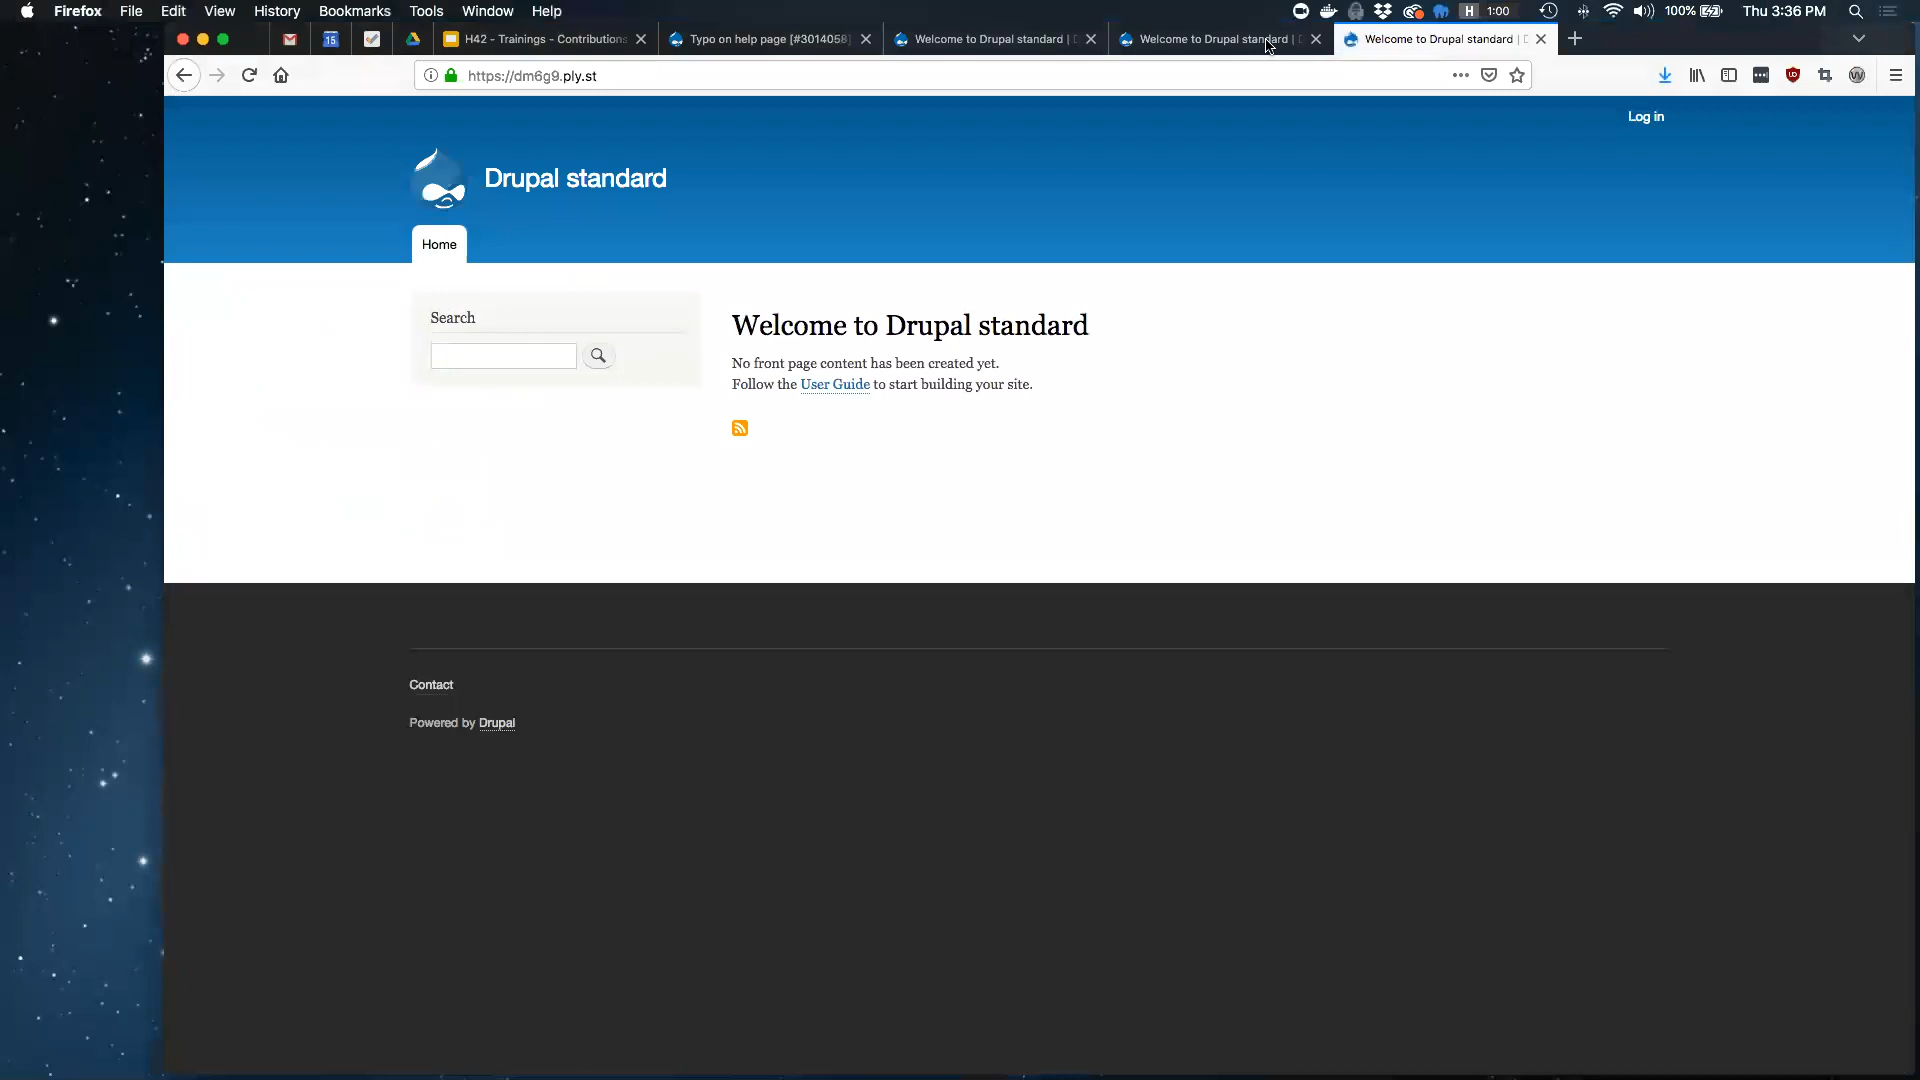 Firefox File Edit View History Bookmarks Tools Window Help H 1:00 100% Thu 3:36 PM
15 H42 - Trainings - Contributions Typo on help page [#3014058] Welcome to Drupal standard | Welcome to Drupal standard | Welcome to Drupal standard |
https://dm6g9.ply.st
Log in
Drupal standard
Home
Search
Welcome to Drupal standard
No front page content has been created yet.
Follow the User Guide to start building your site.
Contact
Powered by Drupal